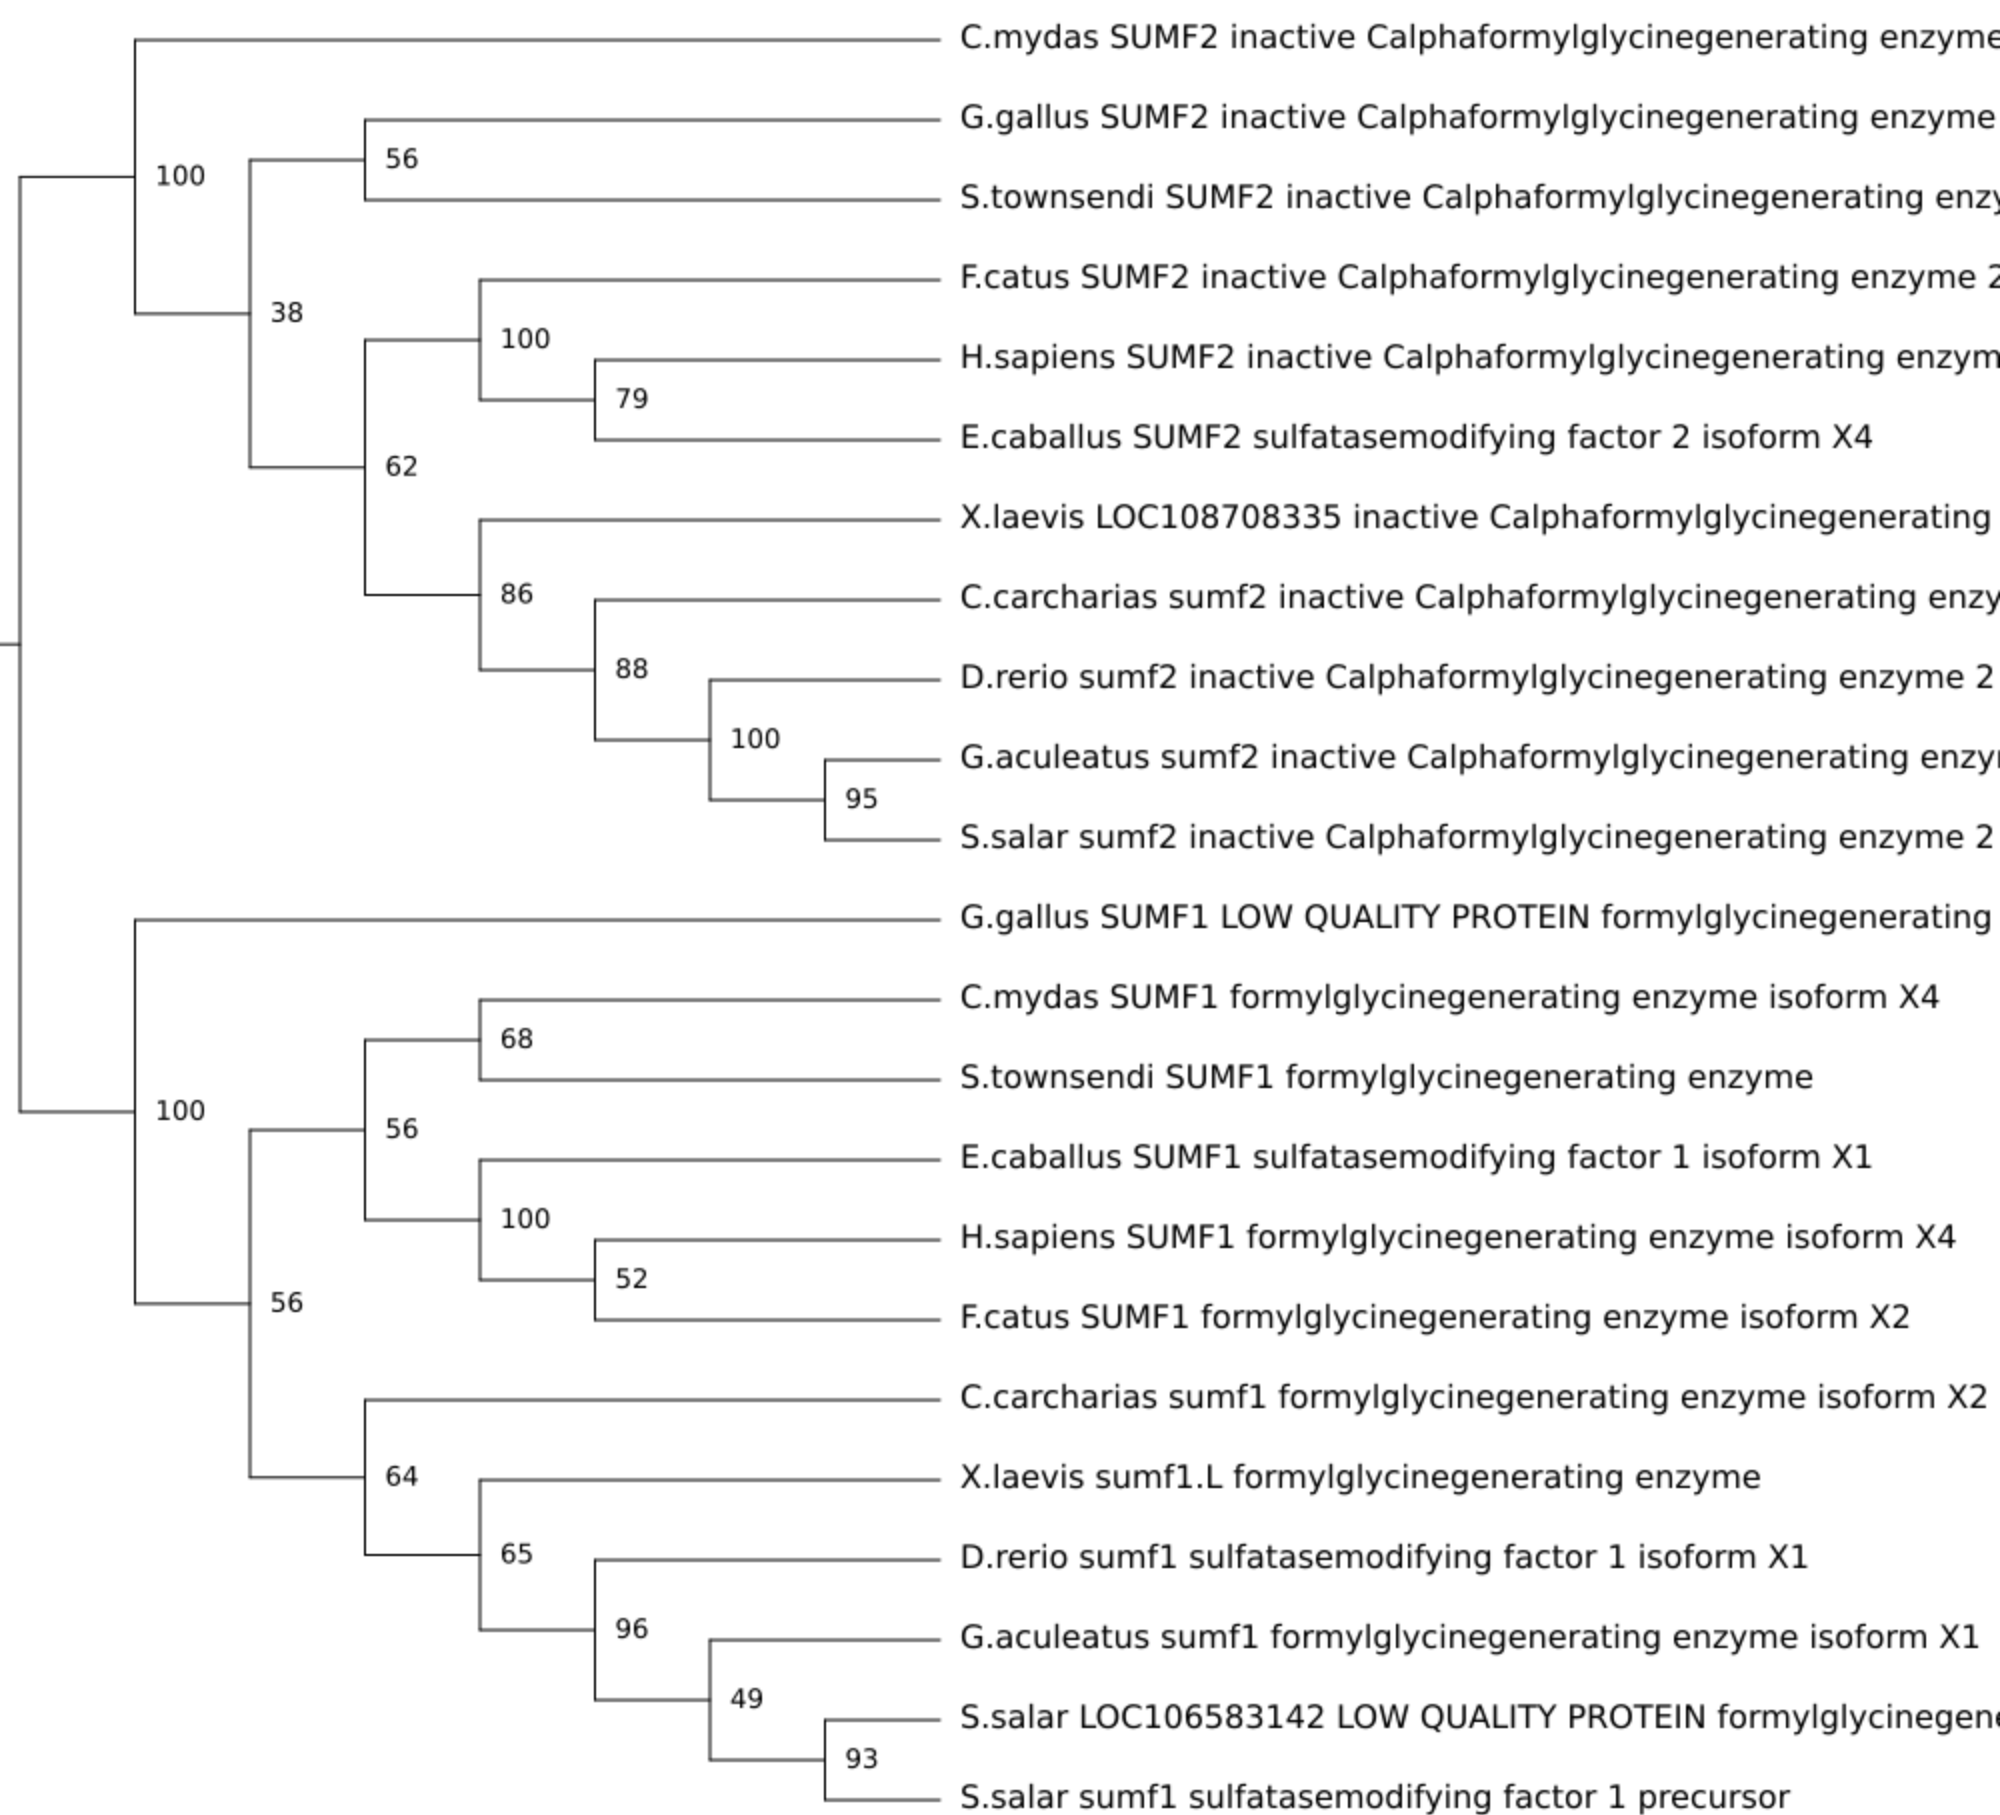 C.mydas SUMF2 inactive Calphaformylglycinegenerating enzyme
G.gallus SUMF2 inactive Calphaformylglycinegenerating enzyme
56
100
S.townsendi SUMF2 inactive Calphaformylglycinegenerating
F.catus SUMF2 inactive Calphaformylglycinegenerating enzyme 2
38
100
H.sapiens SUMF2 inactive Calphaformylglycinegenerating
79
E.caballus SUMF2 sulfatasemodifying factor 2 isoform X4
62
X.laevis LOC108708335 inactive Calphaformylglycinegenerating
86
C.carcharias sumf2 inactive Calphaformylglycinegenerating
88
D.rerio sumf2 inactive Calphaformylglycinegenerating enzyme 2
100
G.aculeatus sumf2 inactive Calphaformylglycinegenerating
95
S.salar sumf2 inactive Calphaformylglycinegenerating enzyme 2
G.gallus SUMF1 LOW QUALITY PROTEIN formylglycinegenerating
C.mydas SUMF1 formylglycinegenerating enzyme isoform X4
68
S.townsendi SUMF1 formylglycinegenerating enzyme
100
56
E.caballus SUMF1 sulfatasemodifying factor 1 isoform X1
100
H.sapiens SUMF1 formylglycinegenerating enzyme isoform X4
52
56
F.catus SUMF1 formylglycinegenerating enzyme isoform X2
C.carcharias sumf1 formylglycinegenerating enzyme isoform X2
64
X.laevis sumf1.L formylglycinegenerating enzyme
65
D.rerio sumf1 sulfatasemodifying factor 1 isoform X1
96
G.aculeatus sumf1 formylglycinegenerating enzyme isoform X1
49
S.salar LOC106583142 LOW QUALITY PROTEIN
93
S.salar sumf1 sulfatasemodifying factor 1 precursor